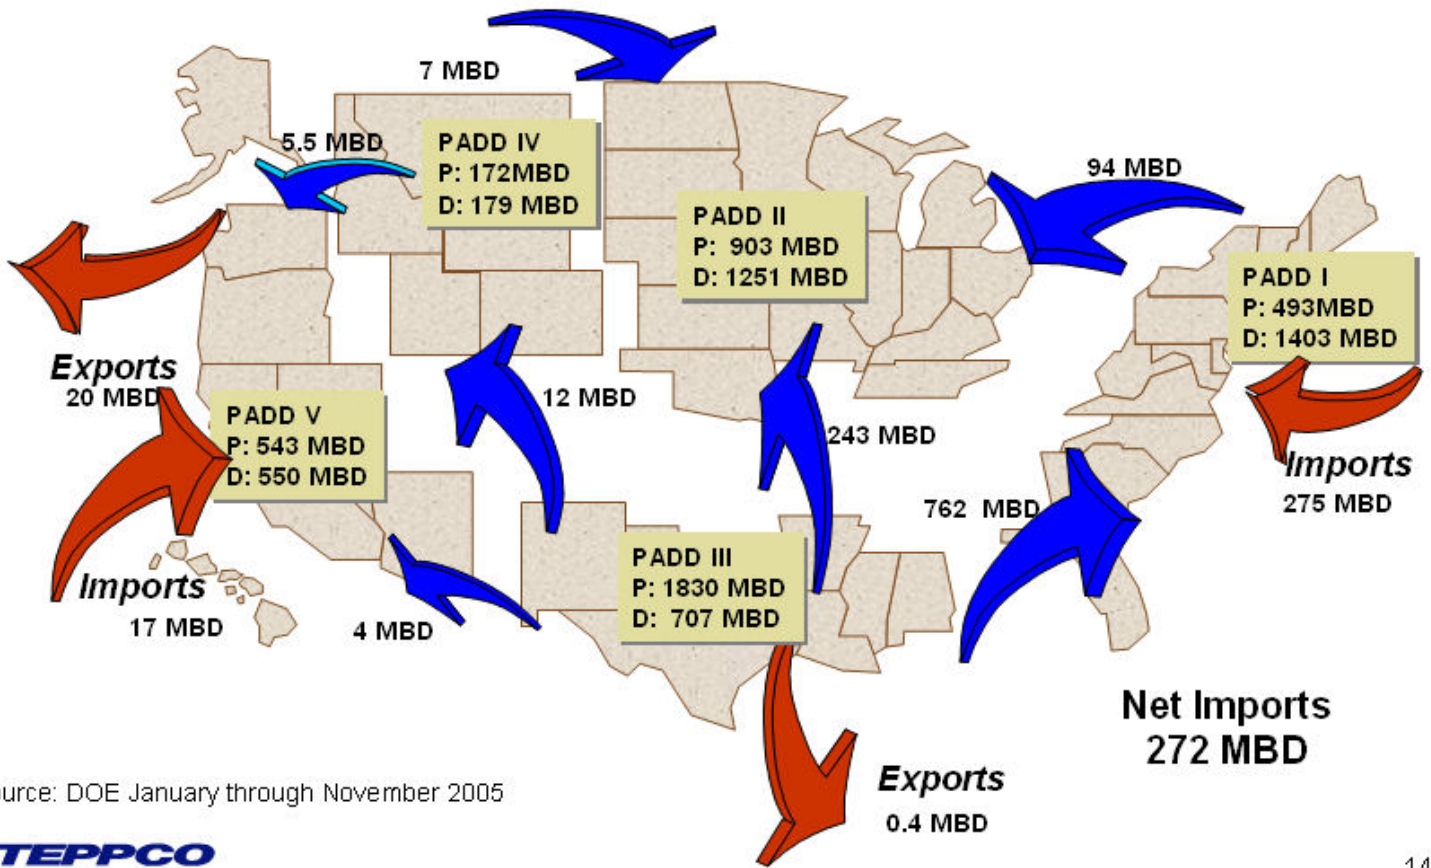 7 MBD
5.5 MBD
PADD IV
P: 172MBD
D: 179 MBD
94 MBD
PADD II
P: 903 MBD
D: 1251 MBD
PADD I
P: 493MBD
D: 1403 MBD
Exports
20 MBD
12 MBD
PADD V
P: 543 MBD
D: 550 MBD
243 MBD
Imports
275 MBD
762 MBD
PADD III
P: 1830 MBD
D: 707 MBD
Imports
17 MBD
4 MBD
Net Imports
272 MBD
Exports
0.4 MBD
urce: DOE January through November 2005
TEPPCO
14